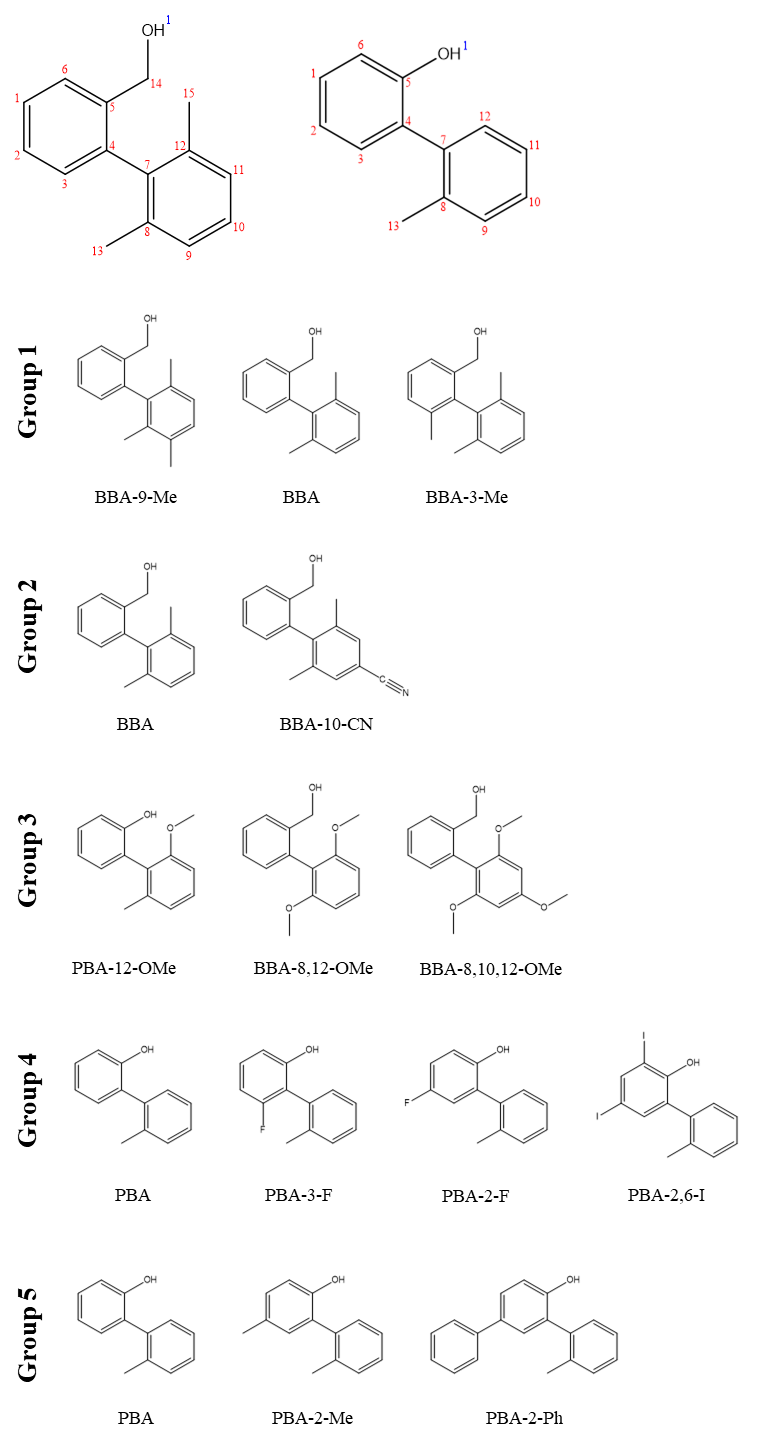 OH 1
6
14
1
5
15
2
4
12
3
7
11
8
10
13
9
6
OH 1
1
5
2
4
12
3
7
11
8
10
13
9
Group 1
OH
OH
OH
BBA-9-Me
BBA
BBA-3-Me
Group 2
OH
OH
C
N
BBA
BBA-10-CN
Group 3
OH
O
OH
O
O
OH
O
O
O
PBA-12-OMe
BBA-8,12-OMe
BBA-8,10,12-OMe
Group 4
OH
OH
F
OH
F
I
OH
I
PBA
PBA-3-F
PBA-2-F
PBA-2,6-I
Group 5
OH
OH
OH
PBA
PBA-2-Me
PBA-2-Ph